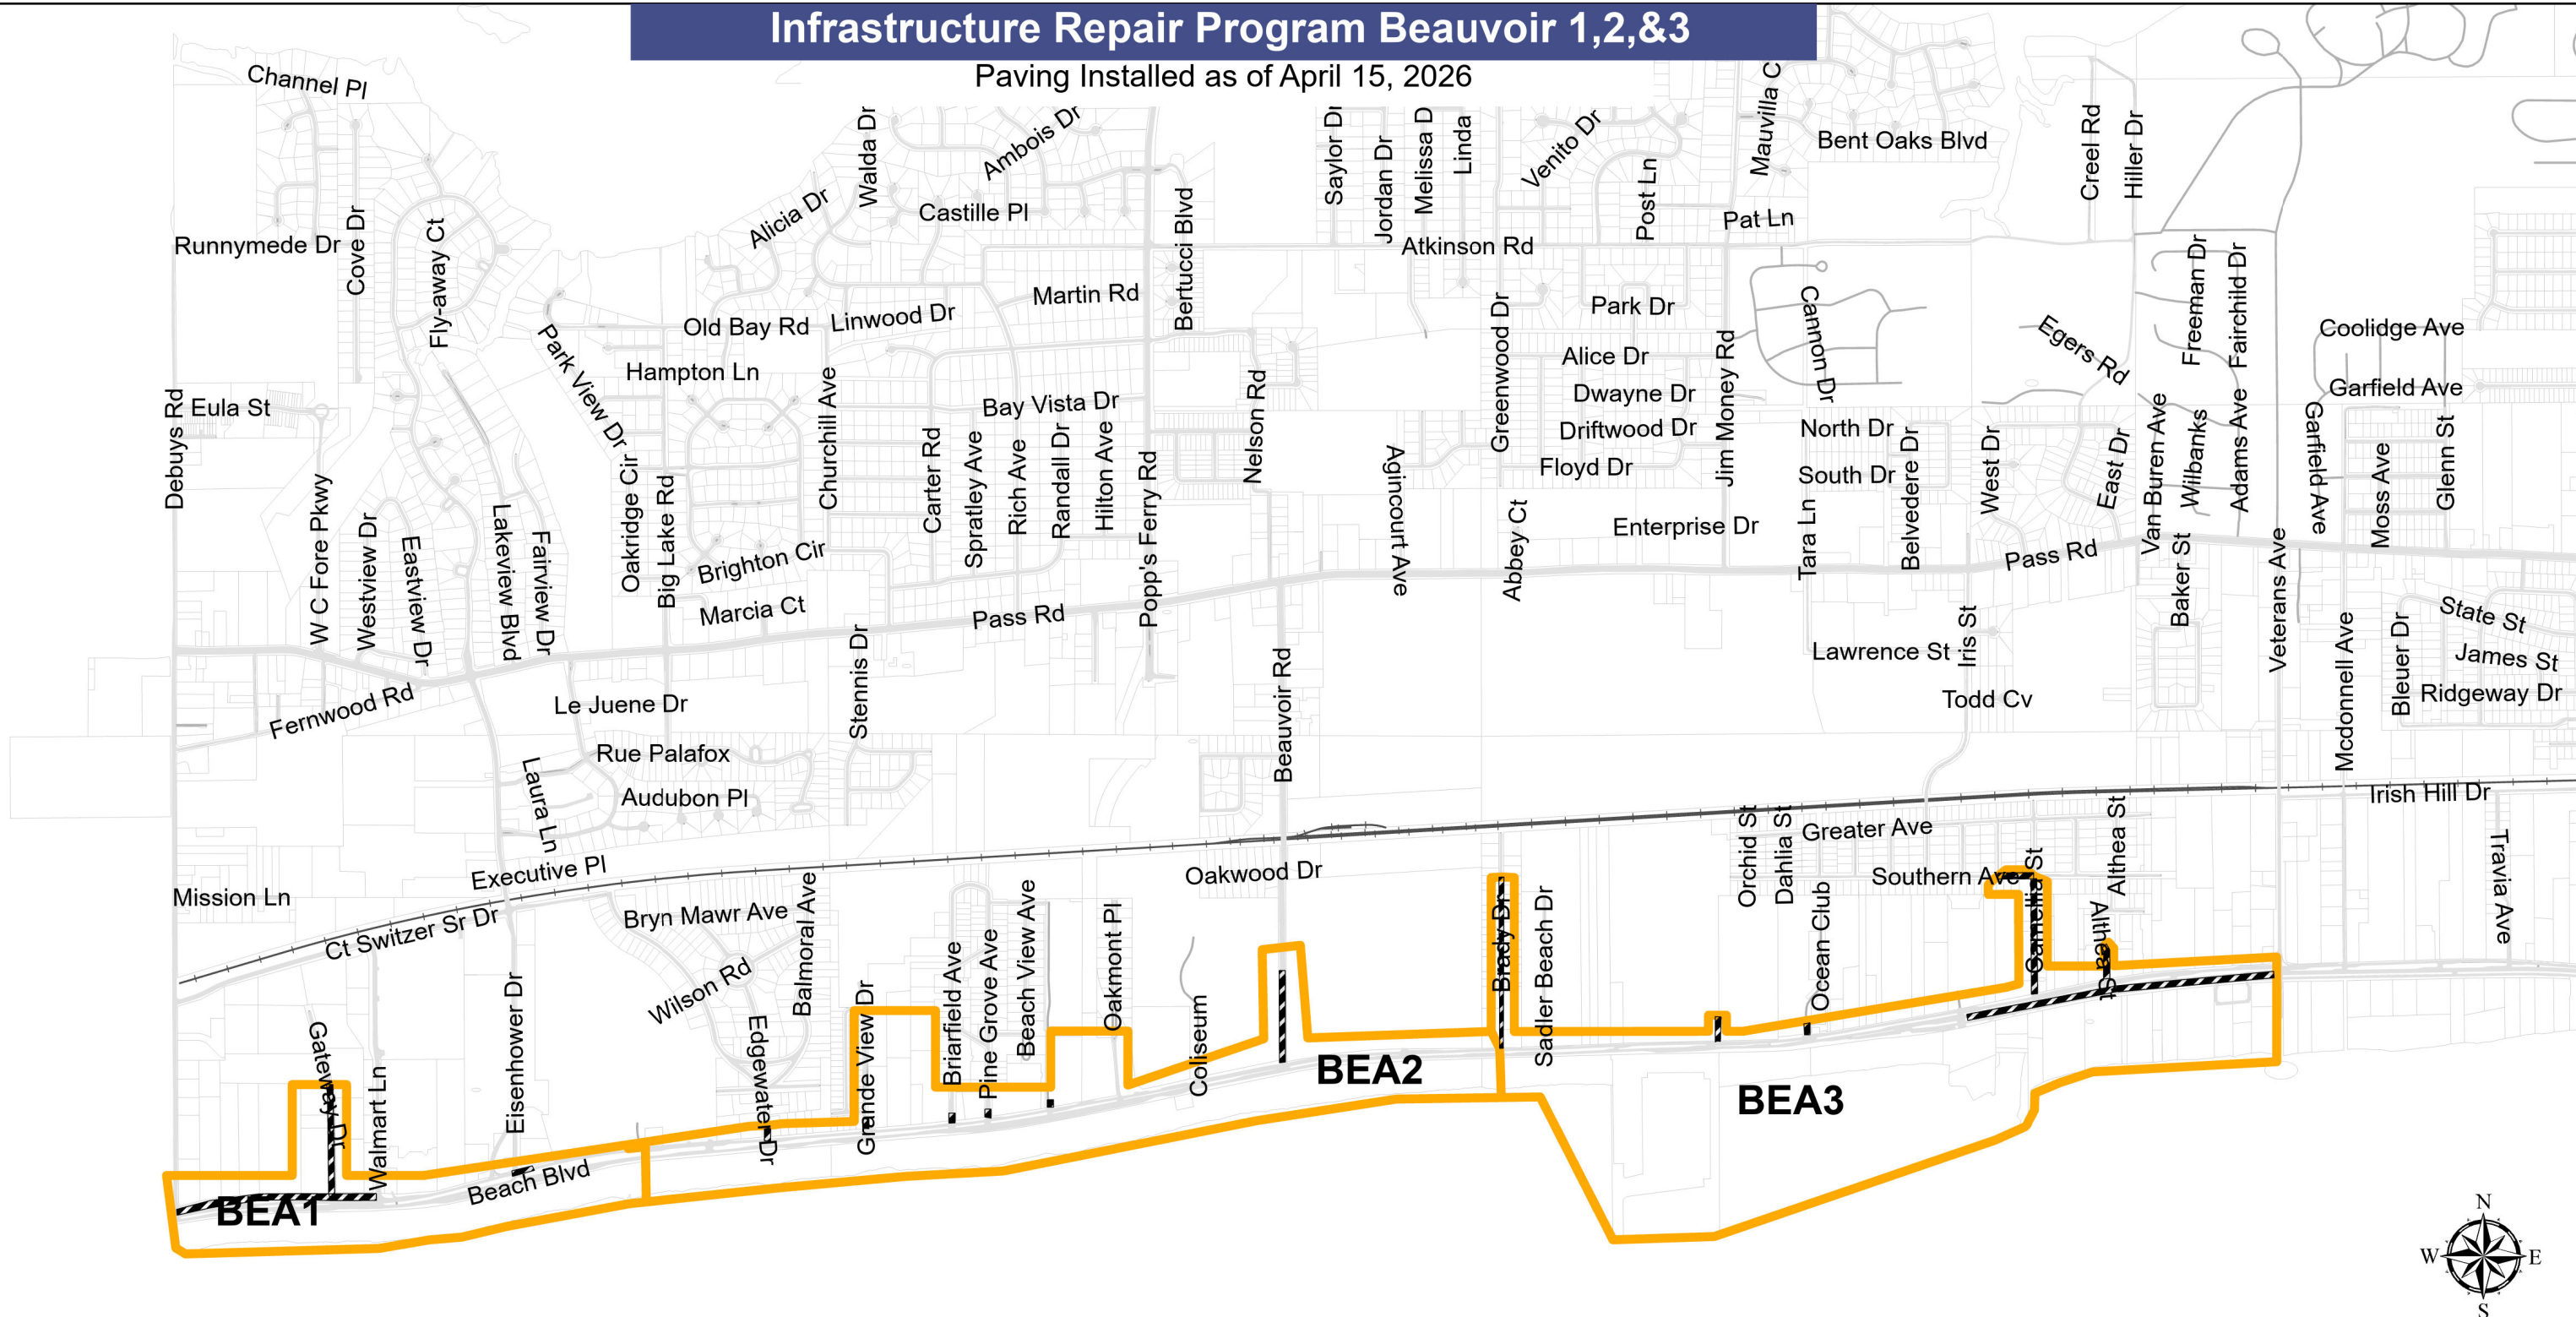 Infrastructure Repair Program Beauvoir 1,2,&3
Paving Installed as of April 15, 2026
Channel Pl
Runnymede Dr
Cove Dr
Fly-away Ct
Debuys Rd
Eula St
W C Fore Pkwy
Westview Dr
Eastview Dr
Lakeview Blvd
Fairview Dr
Fernwood Rd
Park View Dr
Oakridge Cir
Big Lake Rd
Hampton Ln
Old Bay Rd
Linwood Dr
Alicia Dr
Walda Dr
Castille Pl
Ambois Dr
Martin Rd
Bertucci Blvd
Churchill Ave
Bay Vista Dr
Carter Rd
Spratley Ave
Rich Ave
Randall Dr
Hilton Ave
Popp's Ferry Rd
Nelson Rd
Brighton Cir
Marcia Ct
Pass Rd
Stennis Dr
Le Juene Dr
Rue Palafox
Audubon Pl
Laura Ln
Executive Pl
Beauvoir Rd
Saylor Dr
Jordan Dr
Melissa D
Linda
Venito Dr
Post Ln
Mauvilla C
Pat Ln
Bent Oaks Blvd
Atkinson Rd
Greenwood Dr
Park Dr
Alice Dr
Dwayne Dr
Driftwood Dr
Floyd Dr
Jim Money Rd
Cannon Dr
North Dr
South Dr
Belvedere Dr
Tara Ln
Enterprise Dr
Abbey Ct
Agincourt Ave
Creel Rd
Hiller Dr
Egers Rd
West Dr
East Dr
Pass Rd
Van Buren Ave
Wilbanks
Freeman Dr
Fairchild Dr
Adams Ave
Coolidge Ave
Garfield Ave
Garfield Ave
Moss Ave
Glenn St
Baker St
Veterans Ave
Mcdonnell Ave
Bleuer Dr
State St
James St
Ridgeway Dr
Lawrence St
Iris St
Todd Cv
Irish Hill Dr
Travia Ave
Mission Ln
Ct Switzer Sr Dr
Bryn Mawr Ave
Balmoral Ave
Wilson Rd
Edgewater Dr
Eisenhower Dr
Gateway Dr
Walmart Ln
Beach Blvd
Grande View Dr
Briarfield Ave
Pine Grove Ave
Beach View Ave
Oakmont Pl
Coliseum
Oakwood Dr
Brady Dr
Sadler Beach Dr
Orchid St
Dahlia St
Greater Ave
Southern Ave
Ocean Club
Camellia St
Althea St
Althea St
BEA1
BEA2
BEA3
N
W
E
S